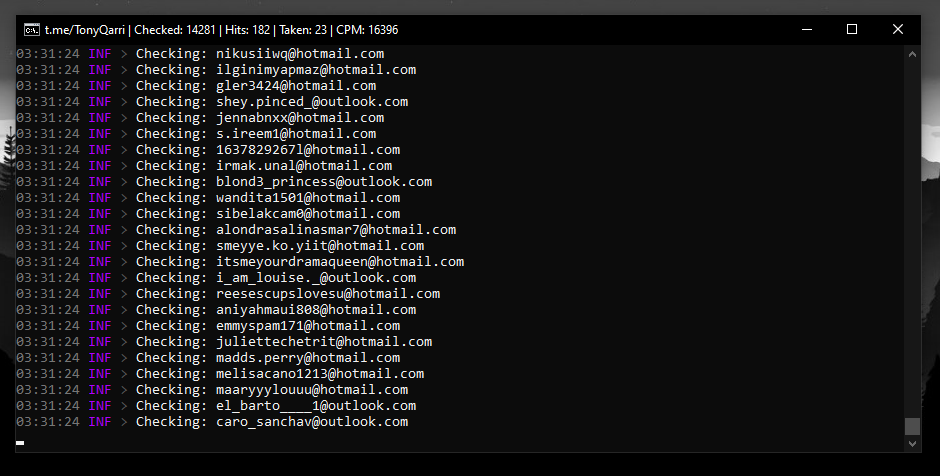 t.me/TonyQarri | Checked: 14281 | Hits: 182 | Taken: 23 | CPM: 16396
03:31:24 INF > Checking: nikusiiwq@hotmail.com
03:31:24 INF > Checking: ilginimyapmaz@hotmail.com
03:31:24 INF > Checking: gler3424@hotmail.com
03:31:24 INF > Checking: shey.pinced_@outlook.com
03:31:24 INF > Checking: jennabnxx@hotmail.com
03:31:24 INF > Checking: s.ireem1@hotmail.com
03:31:24 INF > Checking: 16378292671@hotmail.com
03:31:24 INF > Checking: irmak.unal@hotmail.com
03:31:24 INF > Checking: blond3_princess@outlook.com
03:31:24 INF > Checking: wandita1501@hotmail.com
03:31:24 INF > Checking: sibelakcam0@hotmail.com
03:31:24 INF > Checking: alondrasalinasmar7@hotmail.com
03:31:24 INF > Checking: smeyye.ko.yiit@hotmail.com
03:31:24 INF > Checking: itsmeyourdramaqueen@hotmail.com
03:31:24 INF > Checking: i_am_louise._@outlook.com
03:31:24 INF > Checking: reesescupslovesu@hotmail.com
03:31:24 INF > Checking: aniyahmaui808@hotmail.com
03:31:24 INF > Checking: emmyspam171@hotmail.com
03:31:24 INF > Checking: juliettechetrit@hotmail.com
03:31:24 INF > Checking: madds.perry@hotmail.com
03:31:24 INF > Checking: melisacano1213@hotmail.com
03:31:24 INF > Checking: maaryyylouuu@hotmail.com
03:31:24 INF > Checking: el_barto____1@outlook.com
03:31:24 INF > Checking: caro_sanchav@outlook.com